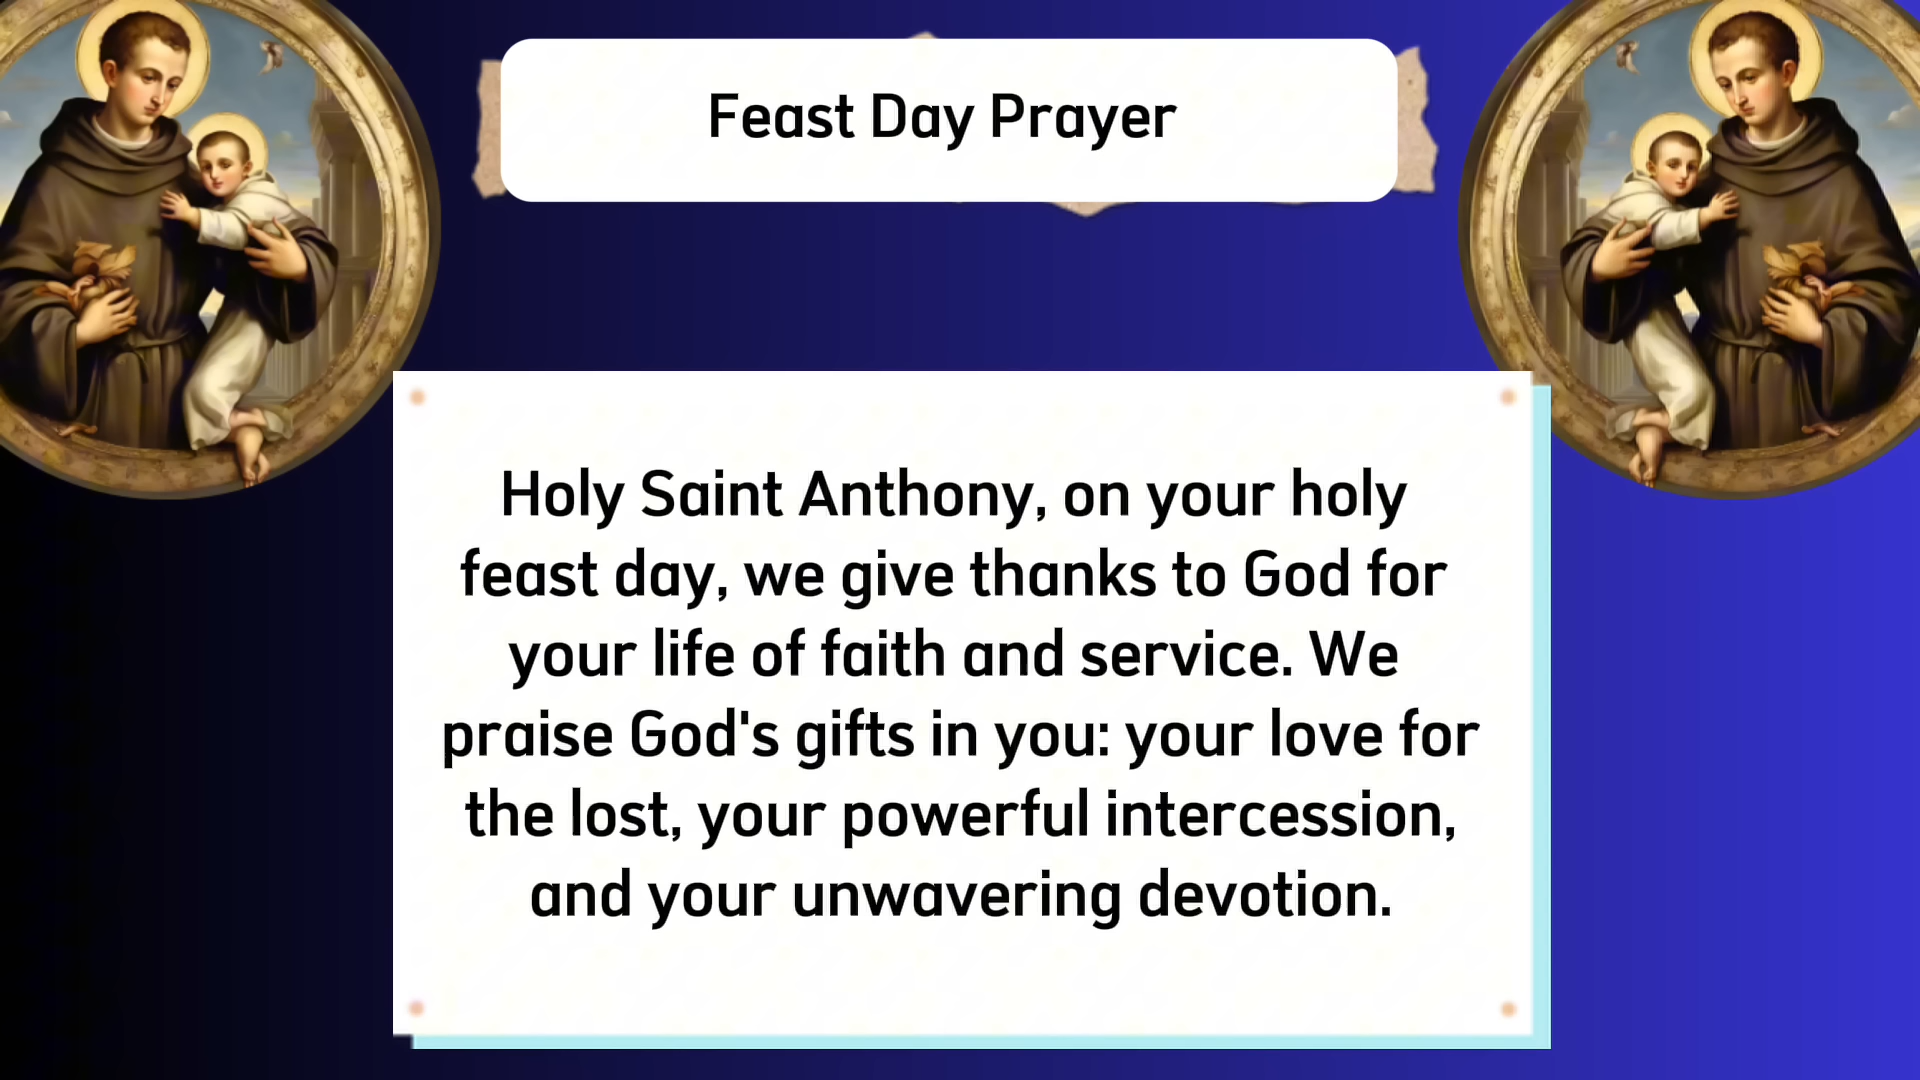 Feast Day Prayer
Holy Saint Anthony, on your holy
feast day, we give thanks to God for
your life of faith and service. We
praise God's gifts in you: your love for
the lost, your powerful intercession,
and your unwavering devotion.